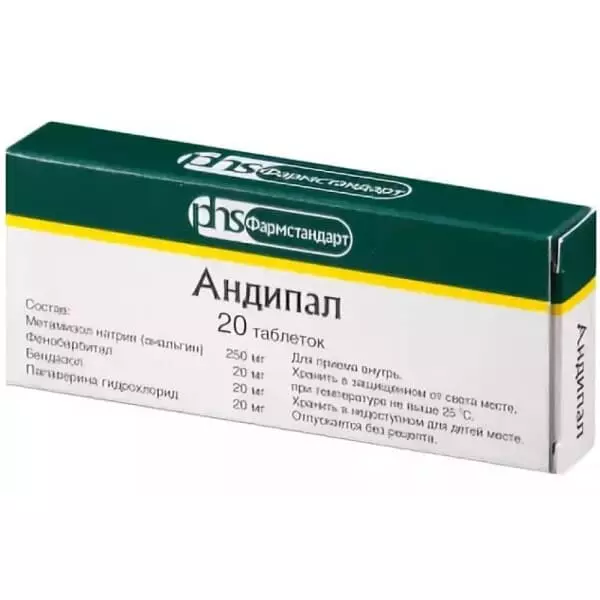 phs Фармстандарт
phs Фармстандарт
Андипал
20 таблеток
Состав:
Метамизол натрия (анальгин) 250 мг
Фенобарбитал 20 мг
Бендазол 20 мг
Папаверина гидрохлорид 20 мг
Для приема внутрь.
Хранить в защищенном от света месте,
при температуре не выше 25 °C.
Хранить в недоступном для детей месте.
Отпускается без рецепта.
Андипал